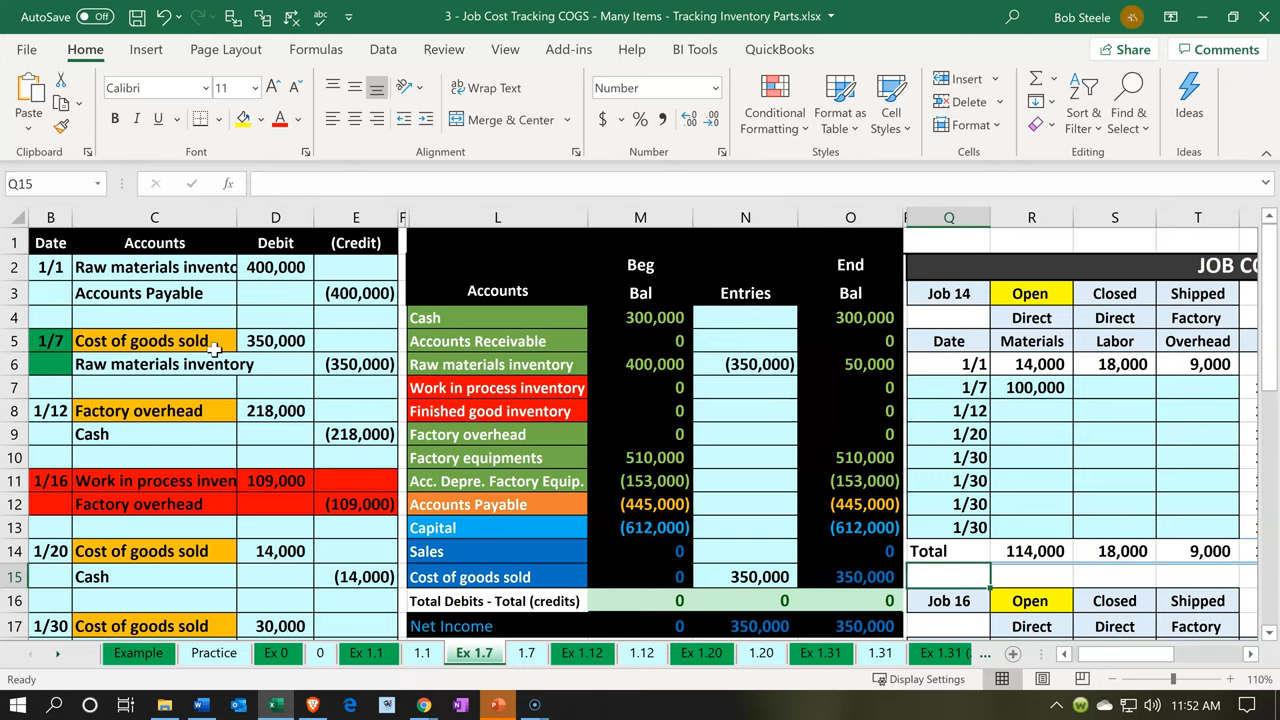 AutoSave Off 3 - Job Cost Tracking COGS - Many Items - Tracking Inventory Parts.xlsx Bob Steele
File Home Insert Page Layout Formulas Data Review View Add-ins Help BI Tools QuickBooks Share Comments
Calibri 11 Wrap Text Number Insert Σ
Paste B I U Merge & Center $ % Conditional Formatting Format as Table Cell Styles Delete Format Sort & Filter Find & Select Ideas
Clipboard Font Alignment Number Styles Cells Editing Ideas
Q15 fx
B C D E F L M N O Q R S T
1 Date Accounts Debit (Credit)
2 1/1 Raw materials invento 400,000 Beg End JOB CO
3 Accounts Payable (400,000) Accounts Bal Entries Bal Job 14 Open Closed Shipped
4 Cash 300,000 300,000 Direct Direct Factory
5 1/7 Cost of goods sold 350,000 Accounts Receivable 0 0 Date Materials Labor Overhead
6 Raw materials inventory (350,000) Raw materials inventory 400,000 (350,000) 50,000 1/1 14,000 18,000 9,000
7 Work in process inventory 0 0 1/7 100,000
8 1/12 Factory overhead 218,000 Finished good inventory 0 0 1/12
9 Cash (218,000) Factory overhead 0 0 1/20
10 Factory equipments 510,000 510,000 1/30
11 1/16 Work in process inven 109,000 Acc. Depre. Factory Equip. (153,000) (153,000) 1/30
12 Factory overhead (109,000) Accounts Payable (445,000) (445,000) 1/30
13 Capital (612,000) (612,000) 1/30
14 1/20 Cost of goods sold 14,000 Sales 0 0 Total 114,000 18,000 9,000
15 Cash (14,000) Cost of goods sold 0 350,000 350,000
16 Total Debits - Total (credits) 0 0 0 Job 16 Open Closed Shipped
17 1/30 Cost of goods sold 30,000 Net Income 0 350,000 350,000 Direct Direct Factory
Example Practice Ex 0 0 Ex 1.1 1.1 Ex 1.7 1.7 Ex 1.12 1.12 Ex 1.20 1.20 Ex 1.31 1.31 Ex 1.31 ( ...
Ready Display Settings 110%
11:52 AM